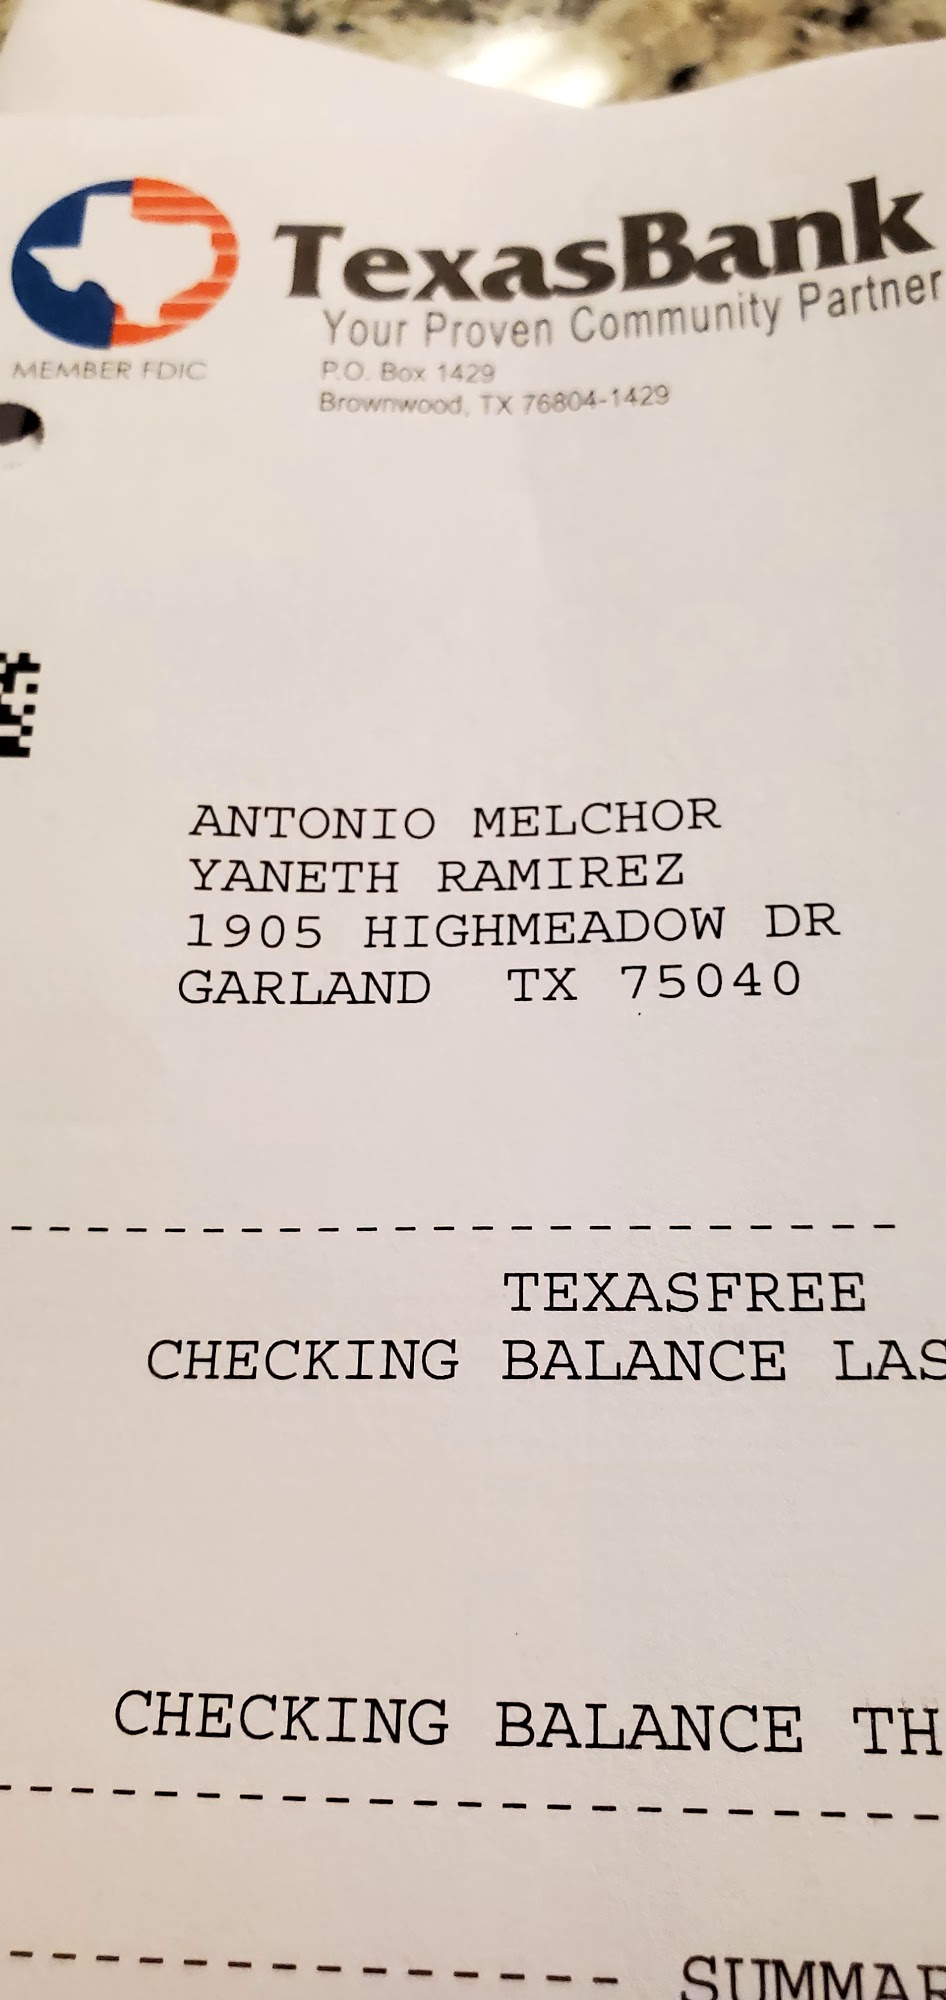 TexasBank
Your Proven Community Partner
MEMBER FDIC
P.O. Box 1429
Brownwood, TX 76804-1429
ANTONIO MELCHOR
YANETH RAMIREZ
1905 HIGHMEADOW DR
GARLAND TX 75040
TEXASFREE
CHECKING BALANCE LAS
CHECKING BALANCE TH
SUMMAR